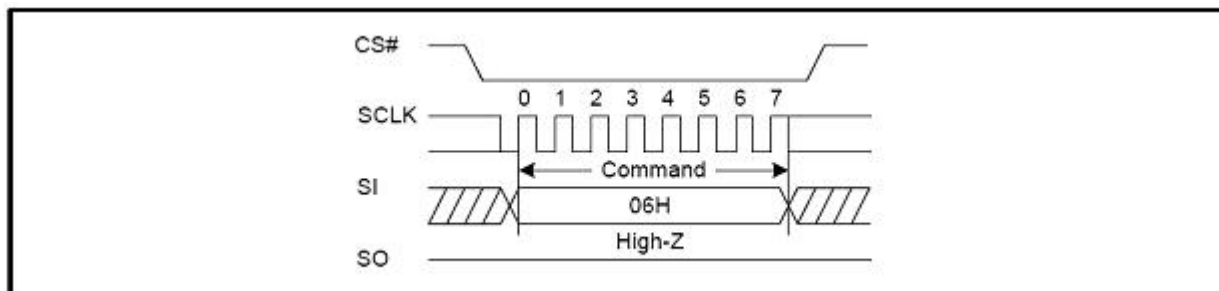 CS#
0 1 2 3 4 5 6 7
SCLK
Command
SI
06H
High-Z
SO